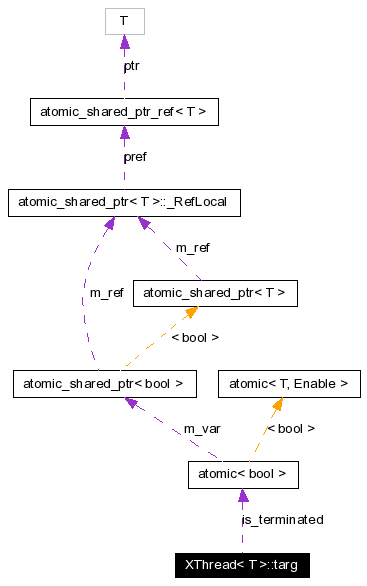 T
ptr
atomic_shared_ptr_ref< T >
pref
atomic_shared_ptr< T >::_RefLocal
m_ref
m_ref
atomic_shared_ptr< T >
< bool >
atomic_shared_ptr< bool >
atomic< T, Enable >
m_var
< bool >
atomic< bool >
is_terminated
XThread< T >::targ